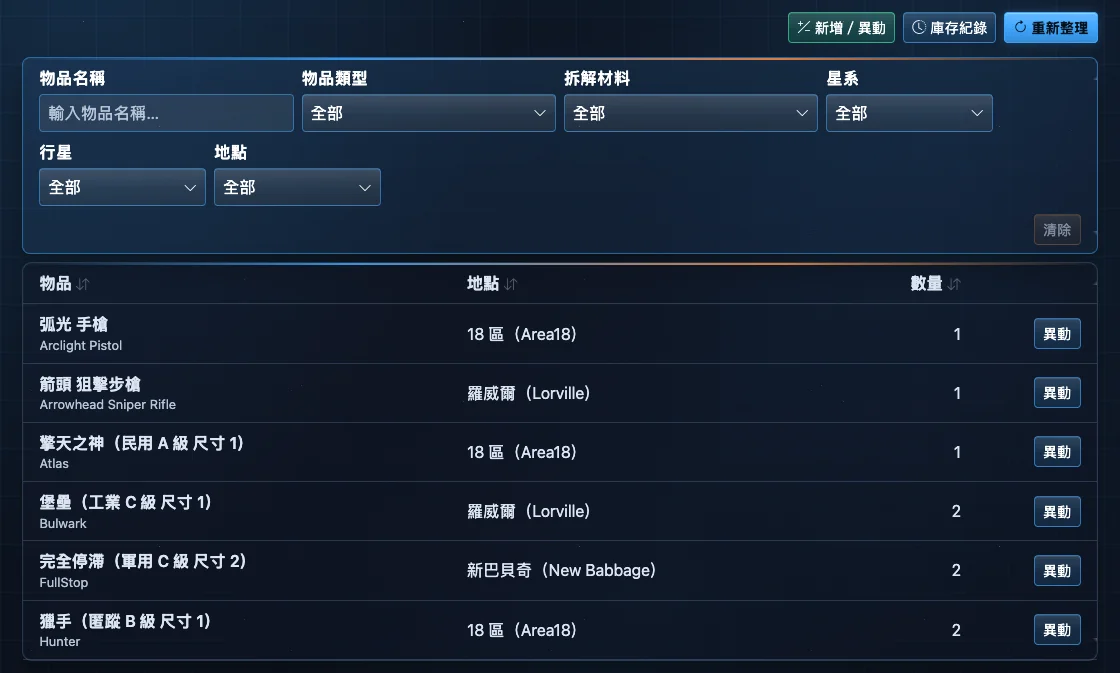 新增 / 異動
庫存紀錄
重新整理
物品名稱
物品類型
拆解材料
星系
輸入物品名稱...
全部
全部
全部
行星
地點
全部
全部
清除
物品
地點
數量
弧光 手槍
Arclight Pistol
18 區（Area18）
1
異動
箭頭 狙擊步槍
Arrowhead Sniper Rifle
羅威爾（Lorville）
1
異動
擎天之神（民用 A 級 尺寸 1）
Atlas
18 區（Area18）
1
異動
堡壘（工業 C 級 尺寸 1）
Bulwark
羅威爾（Lorville）
2
異動
完全停滯（軍用 C 級 尺寸 2）
FullStop
新巴貝奇（New Babbage）
2
異動
獵手（匿蹤 B 級 尺寸 1）
Hunter
18 區（Area18）
2
異動